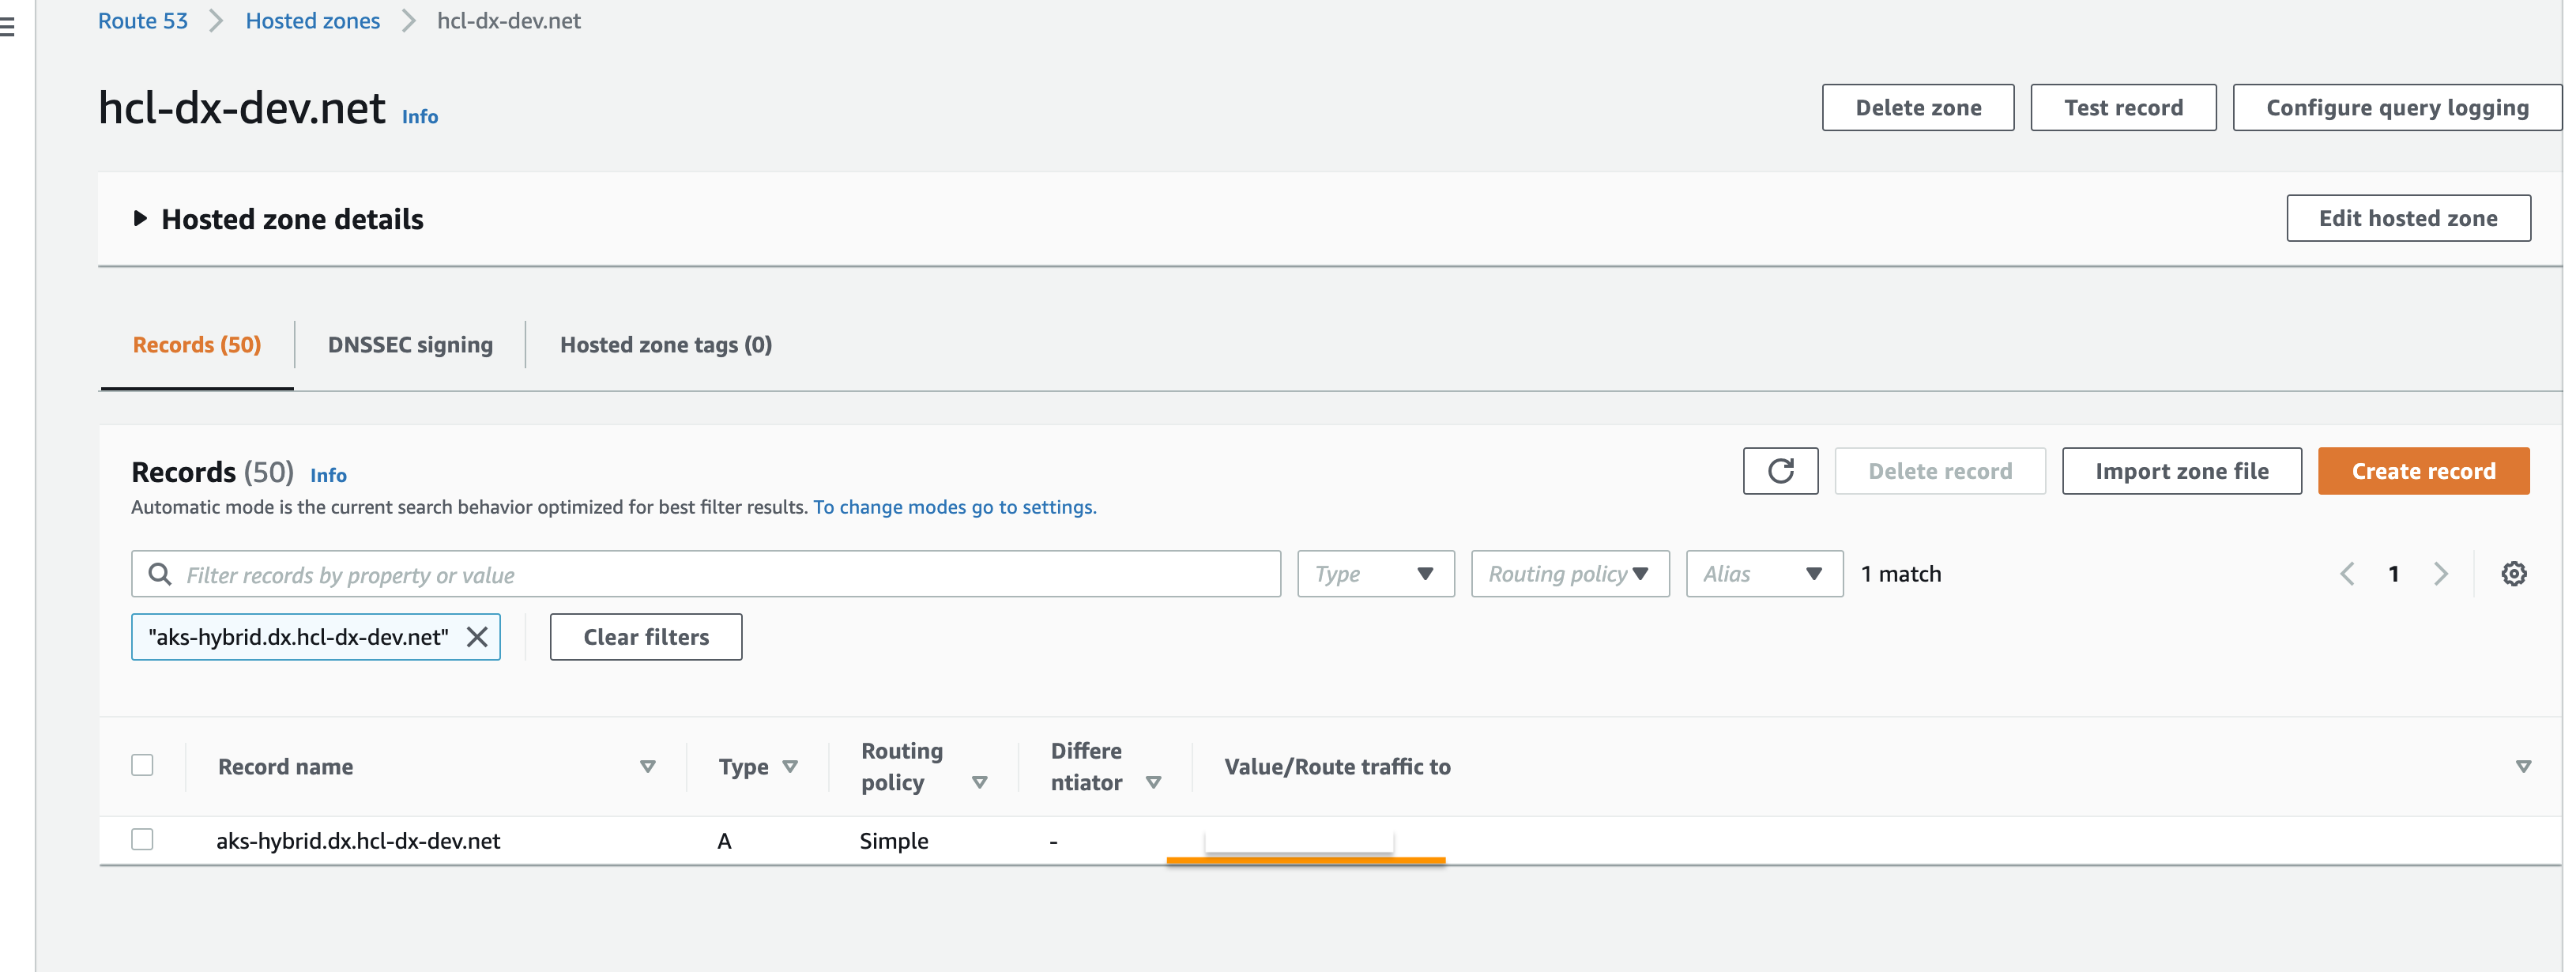 Route 53 Hosted zones hcl-dx-dev.net
hcl-dx-dev.net Info
Delete zone Test record Configure query logging
Hosted zone details
Edit hosted zone
Records (50) DNSSEC signing Hosted zone tags (0)
Records (50) Info
Delete record Import zone file Create record
Automatic mode is the current search behavior optimized for best filter results. To change modes go to settings.
Filter records by property or value Type Routing policy Alias 1 match 1
"aks-hybrid.dx.hcl-dx-dev.net" Clear filters
Record name Type Routing policy Differentiator Value/Route traffic to
aks-hybrid.dx.hcl-dx-dev.net A Simple -